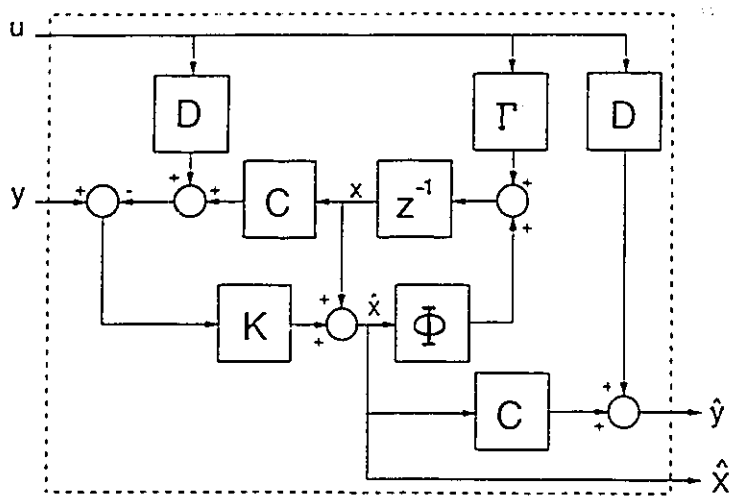 u
D Γ D
+ + +
y + - + C x z⁻¹ +
+ x̂
K + Φ
+ C + ŷ
x̂